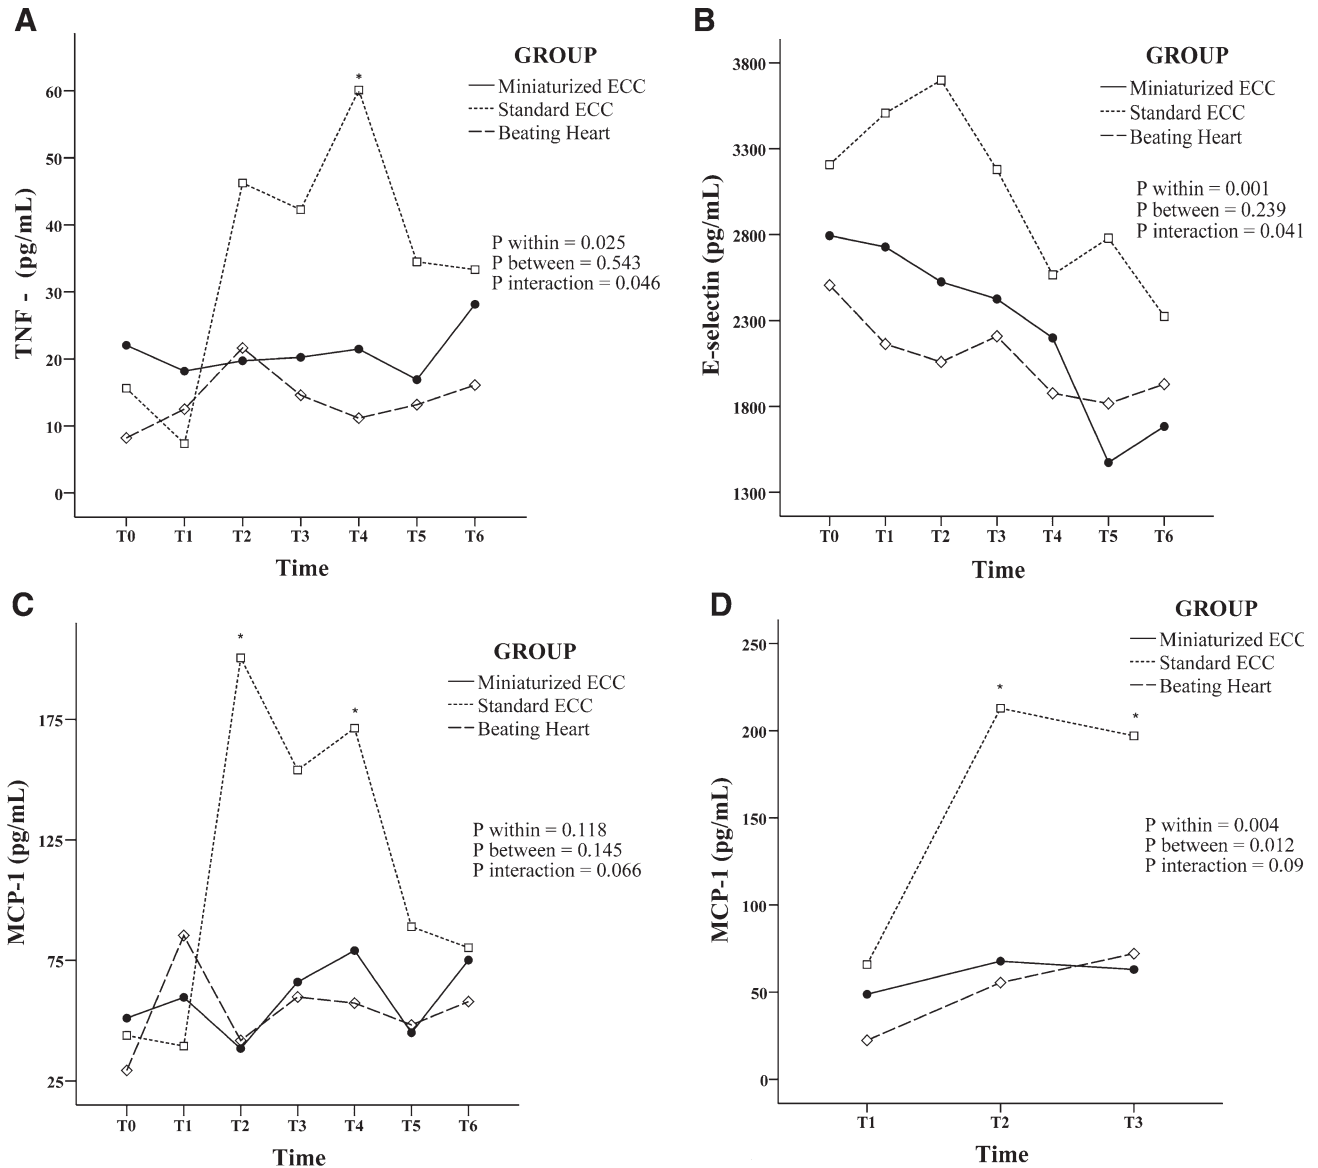 A
GROUP
Miniaturized ECC
Standard ECC
Beating Heart
*
60
50
40
30
20
10
0
TNF - (pg/mL)
P within = 0.025
P between = 0.543
P interaction = 0.046
T0 T1 T2 T3 T4 T5 T6
Time
B
GROUP
Miniaturized EC
Standard ECC
Beating Heart
3800
3300
2800
2300
1800
1300
E-selectin (pg/mL)
P within = 0.001
P between = 0.239
P interaction = 0.041
T0 T1 T2 T3 T4 T5 T6
Time
C
GROUP
Miniaturized ECC
Standard ECC
Beating Heart
*
*
175
125
75
25
MCP-1 (pg/mL)
P within = 0.118
P between = 0.145
P interaction = 0.066
T0 T1 T2 T3 T4 T5 T6
Time
D
GROUP
Miniaturized ECC
Standard ECC
Beating Heart
*
*
250
200
150
100
50
0
MCP-1 (pg/mL)
P within = 0.004
P between = 0.012
P interaction = 0.09
T1 T2 T3
Time